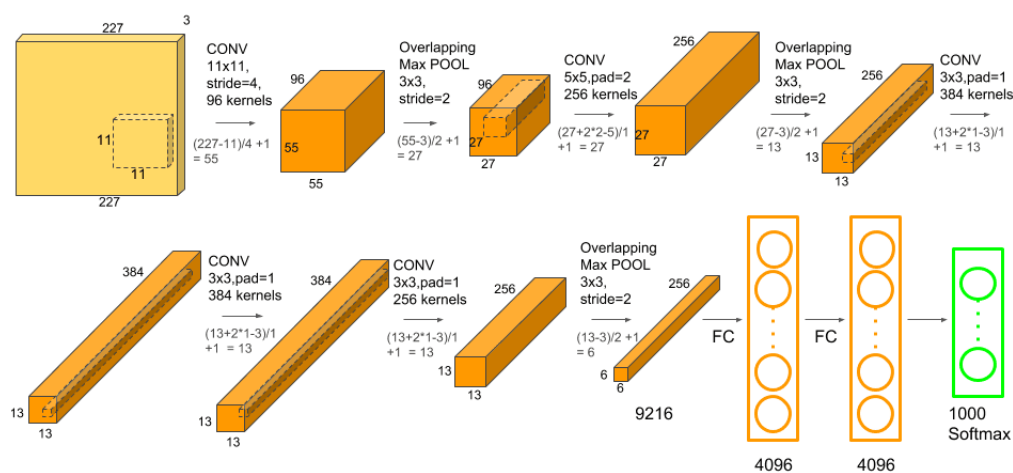 227
3
CONV
11x11,
stride=4,
96 kernels
(227-11)/4 +1
= 55
11
11
227
96
55
55
Overlapping
Max POOL
3x3,
stride=2
(55-3)/2 +1
= 27
96
27
27
CONV
5x5,pad=2
256 kernels
(27+2*2-5)/1
+1 = 27
256
27
27
Overlapping
Max POOL
3x3,
stride=2
(27-3)/2 +1
= 13
256
13
13
CONV
3x3,pad=1
384 kernels
(13+2*1-3)/1
+1 = 13
384
13
13
CONV
3x3,pad=1
384 kernels
(13+2*1-3)/1
+1 = 13
384
13
13
CONV
3x3,pad=1
256 kernels
(13+2*1-3)/1
+1 = 13
256
13
13
Overlapping
Max POOL
3x3,
stride=2
(13-3)/2 +1
= 6
256
6
6
9216
FC
4096
FC
4096
1000
Softmax